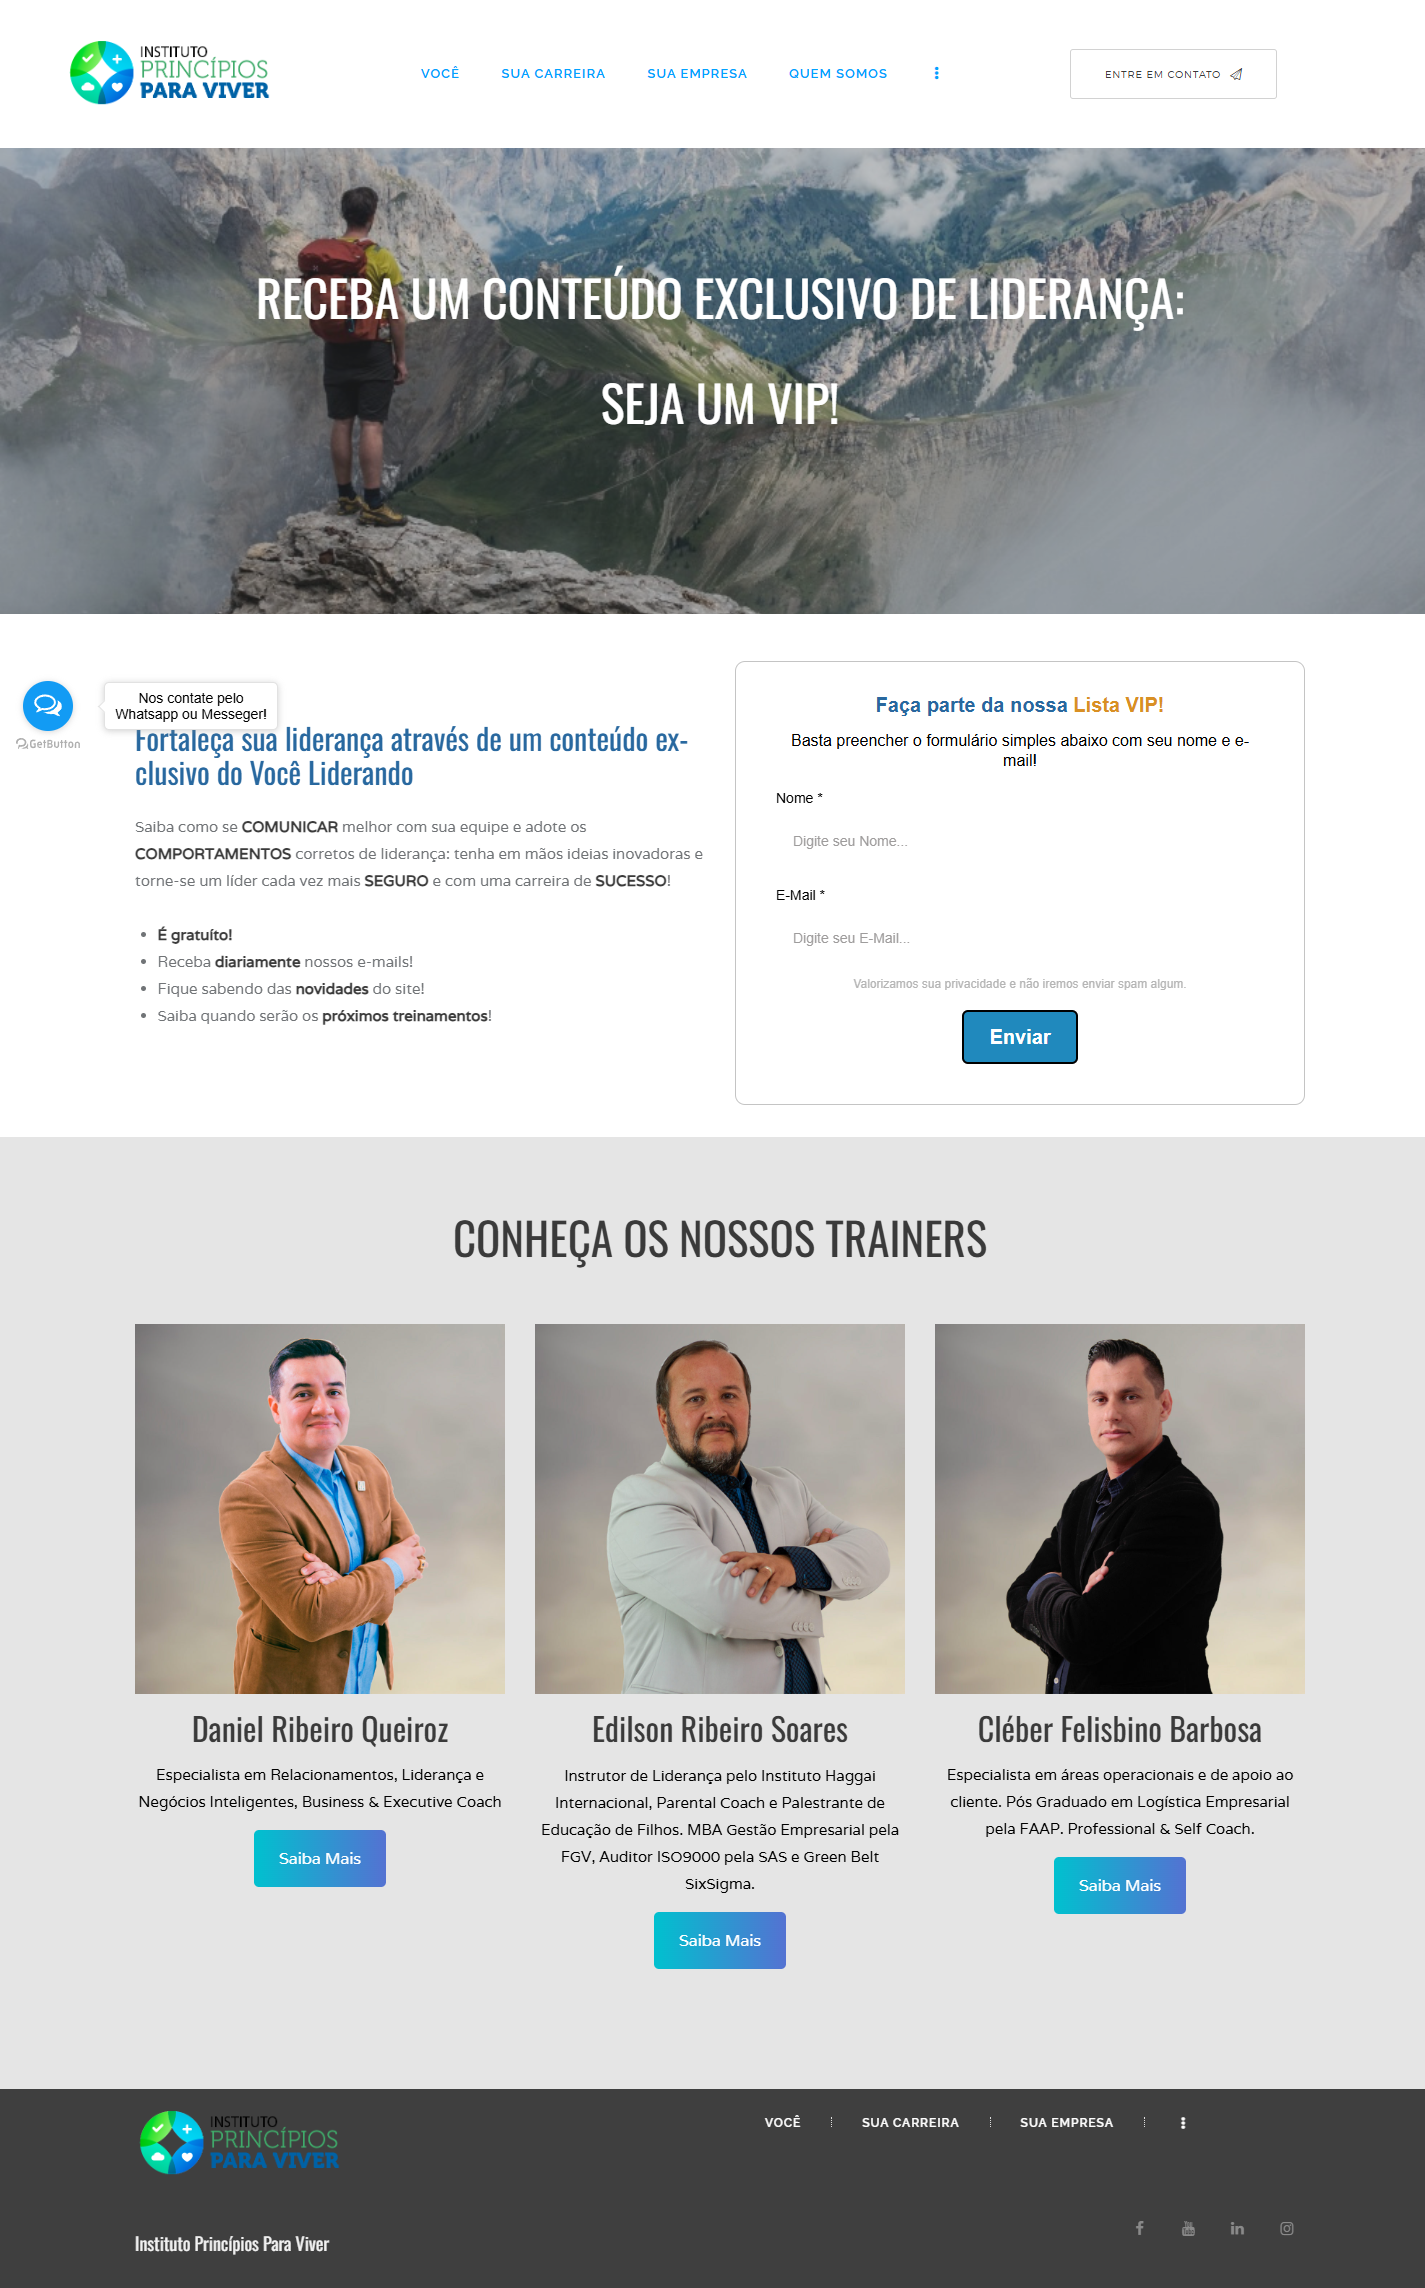 INSTITUTO
PRINCÍPIOS
PARA VIVER
VOCÊ
SUA CARREIRA
SUA EMPRESA
QUEM SOMOS
ENTRE EM CONTATO
RECEBA UM CONTEÚDO EXCLUSIVO DE LIDERANÇA:
SEJA UM VIP!
Nos contate pelo
Whatsapp ou Messeger!
GetButton
Fortaleça sua liderança através de um conteúdo ex-
clusivo do Você Liderando
Saiba como se COMUNICAR melhor com sua equipe e adote os
COMPORTAMENTOS corretos de liderança: tenha em mãos ideias inovadoras e
torne-se um líder cada vez mais SEGURO e com uma carreira de SUCESSO!
• É gratuíto!
• Receba diariamente nossos e-mails!
• Fique sabendo das novidades do site!
• Saiba quando serão os próximos treinamentos!
Faça parte da nossa Lista VIP!
Basta preencher o formulário simples abaixo com seu nome e e-
mail!
Nome *
Digite seu Nome...
E-Mail *
Digite seu E-Mail...
Valorizamos sua privacidade e não iremos enviar spam algum.
Enviar
CONHEÇA OS NOSSOS TRAINERS
Daniel Ribeiro Queiroz
Especialista em Relacionamentos, Liderança e
Negócios Inteligentes, Business & Executive Coach
Saiba Mais
Edilson Ribeiro Soares
Instrutor de Liderança pelo Instituto Haggai
Internacional, Parental Coach e Palestrante de
Educação de Filhos. MBA Gestão Empresarial pela
FGV, Auditor ISO9000 pela SAS e Green Belt
SixSigma.
Saiba Mais
Cléber Felisbino Barbosa
Especialista em áreas operacionais e de apoio ao
cliente. Pós Graduado em Logística Empresarial
pela FAAP. Professional & Self Coach.
Saiba Mais
INSTITUTO
PRINCÍPIOS
PARA VIVER
VOCÊ
SUA CARREIRA
SUA EMPRESA
Instituto Princípios Para Viver